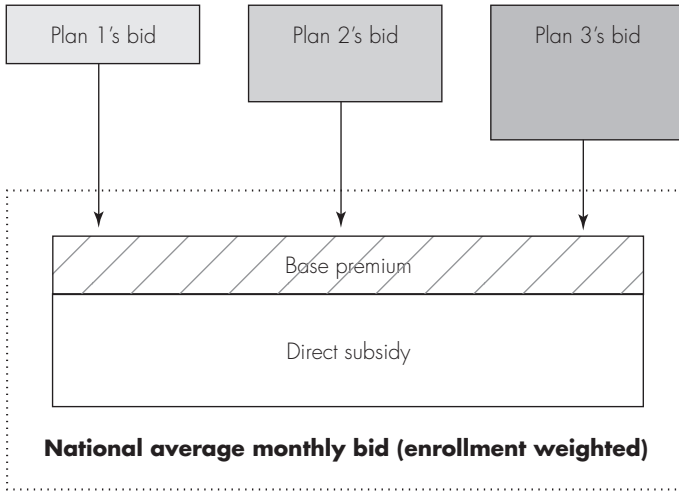 Plan 1's bid
Plan 2's bid
Plan 3's bid
Base premium
Direct subsidy
National average monthly bid (enrollment weighted)